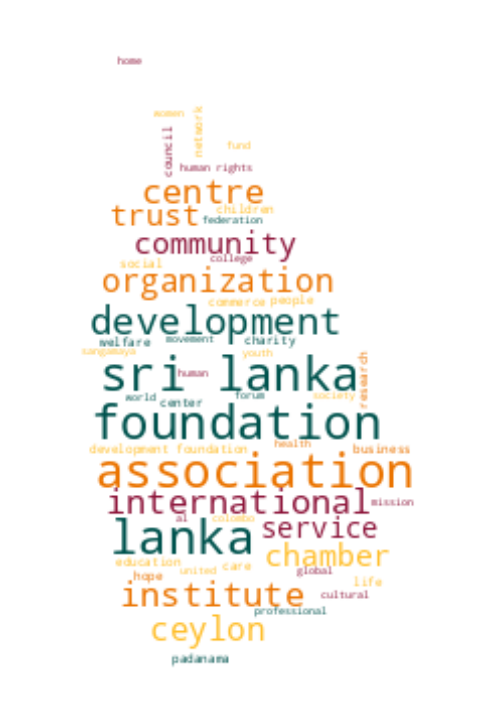 home
women
network
council
fund
human rights
centre
children
trust
federation
community
college
social
organization
commerce people
development
movement
welfare charity
sangamaya
youth
research
sri lanka
human
world forum society
center
foundation
health
development foundation business
association
international
mission
al colombo
service
lanka
chamber
education
care
united global
hope
life
institute
cultural
professional
ceylon
padanama